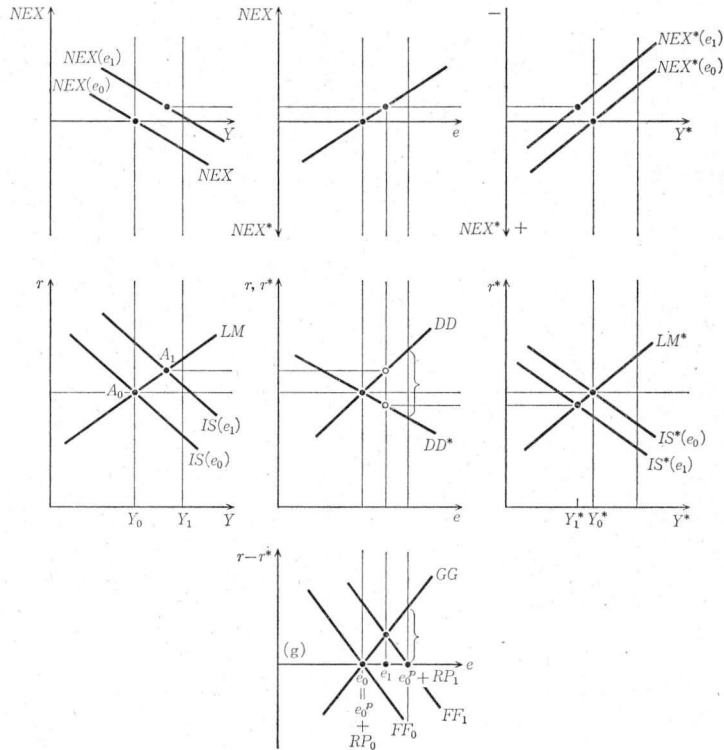 NEX
NEX(e₁)
NEX(e₀)
Y
NEX
NEX
e
NEX*
−
NEX*(e₁)
NEX*(e₀)
Y*
NEX* +
r
LM
A₁
A₀
IS(e₁)
IS(e₀)
Y₀ Y₁ Y
r, r*
DD
DD*
e
r*
LM*
IS*(e₀)
IS*(e₁)
Y₁* Y₀* Y*
r−r*
GG
(g)
e
e₀ e₁ e₀ᵖ+RP₁
||
e₀ᵖ
+
RP₀
FF₀
FF₁